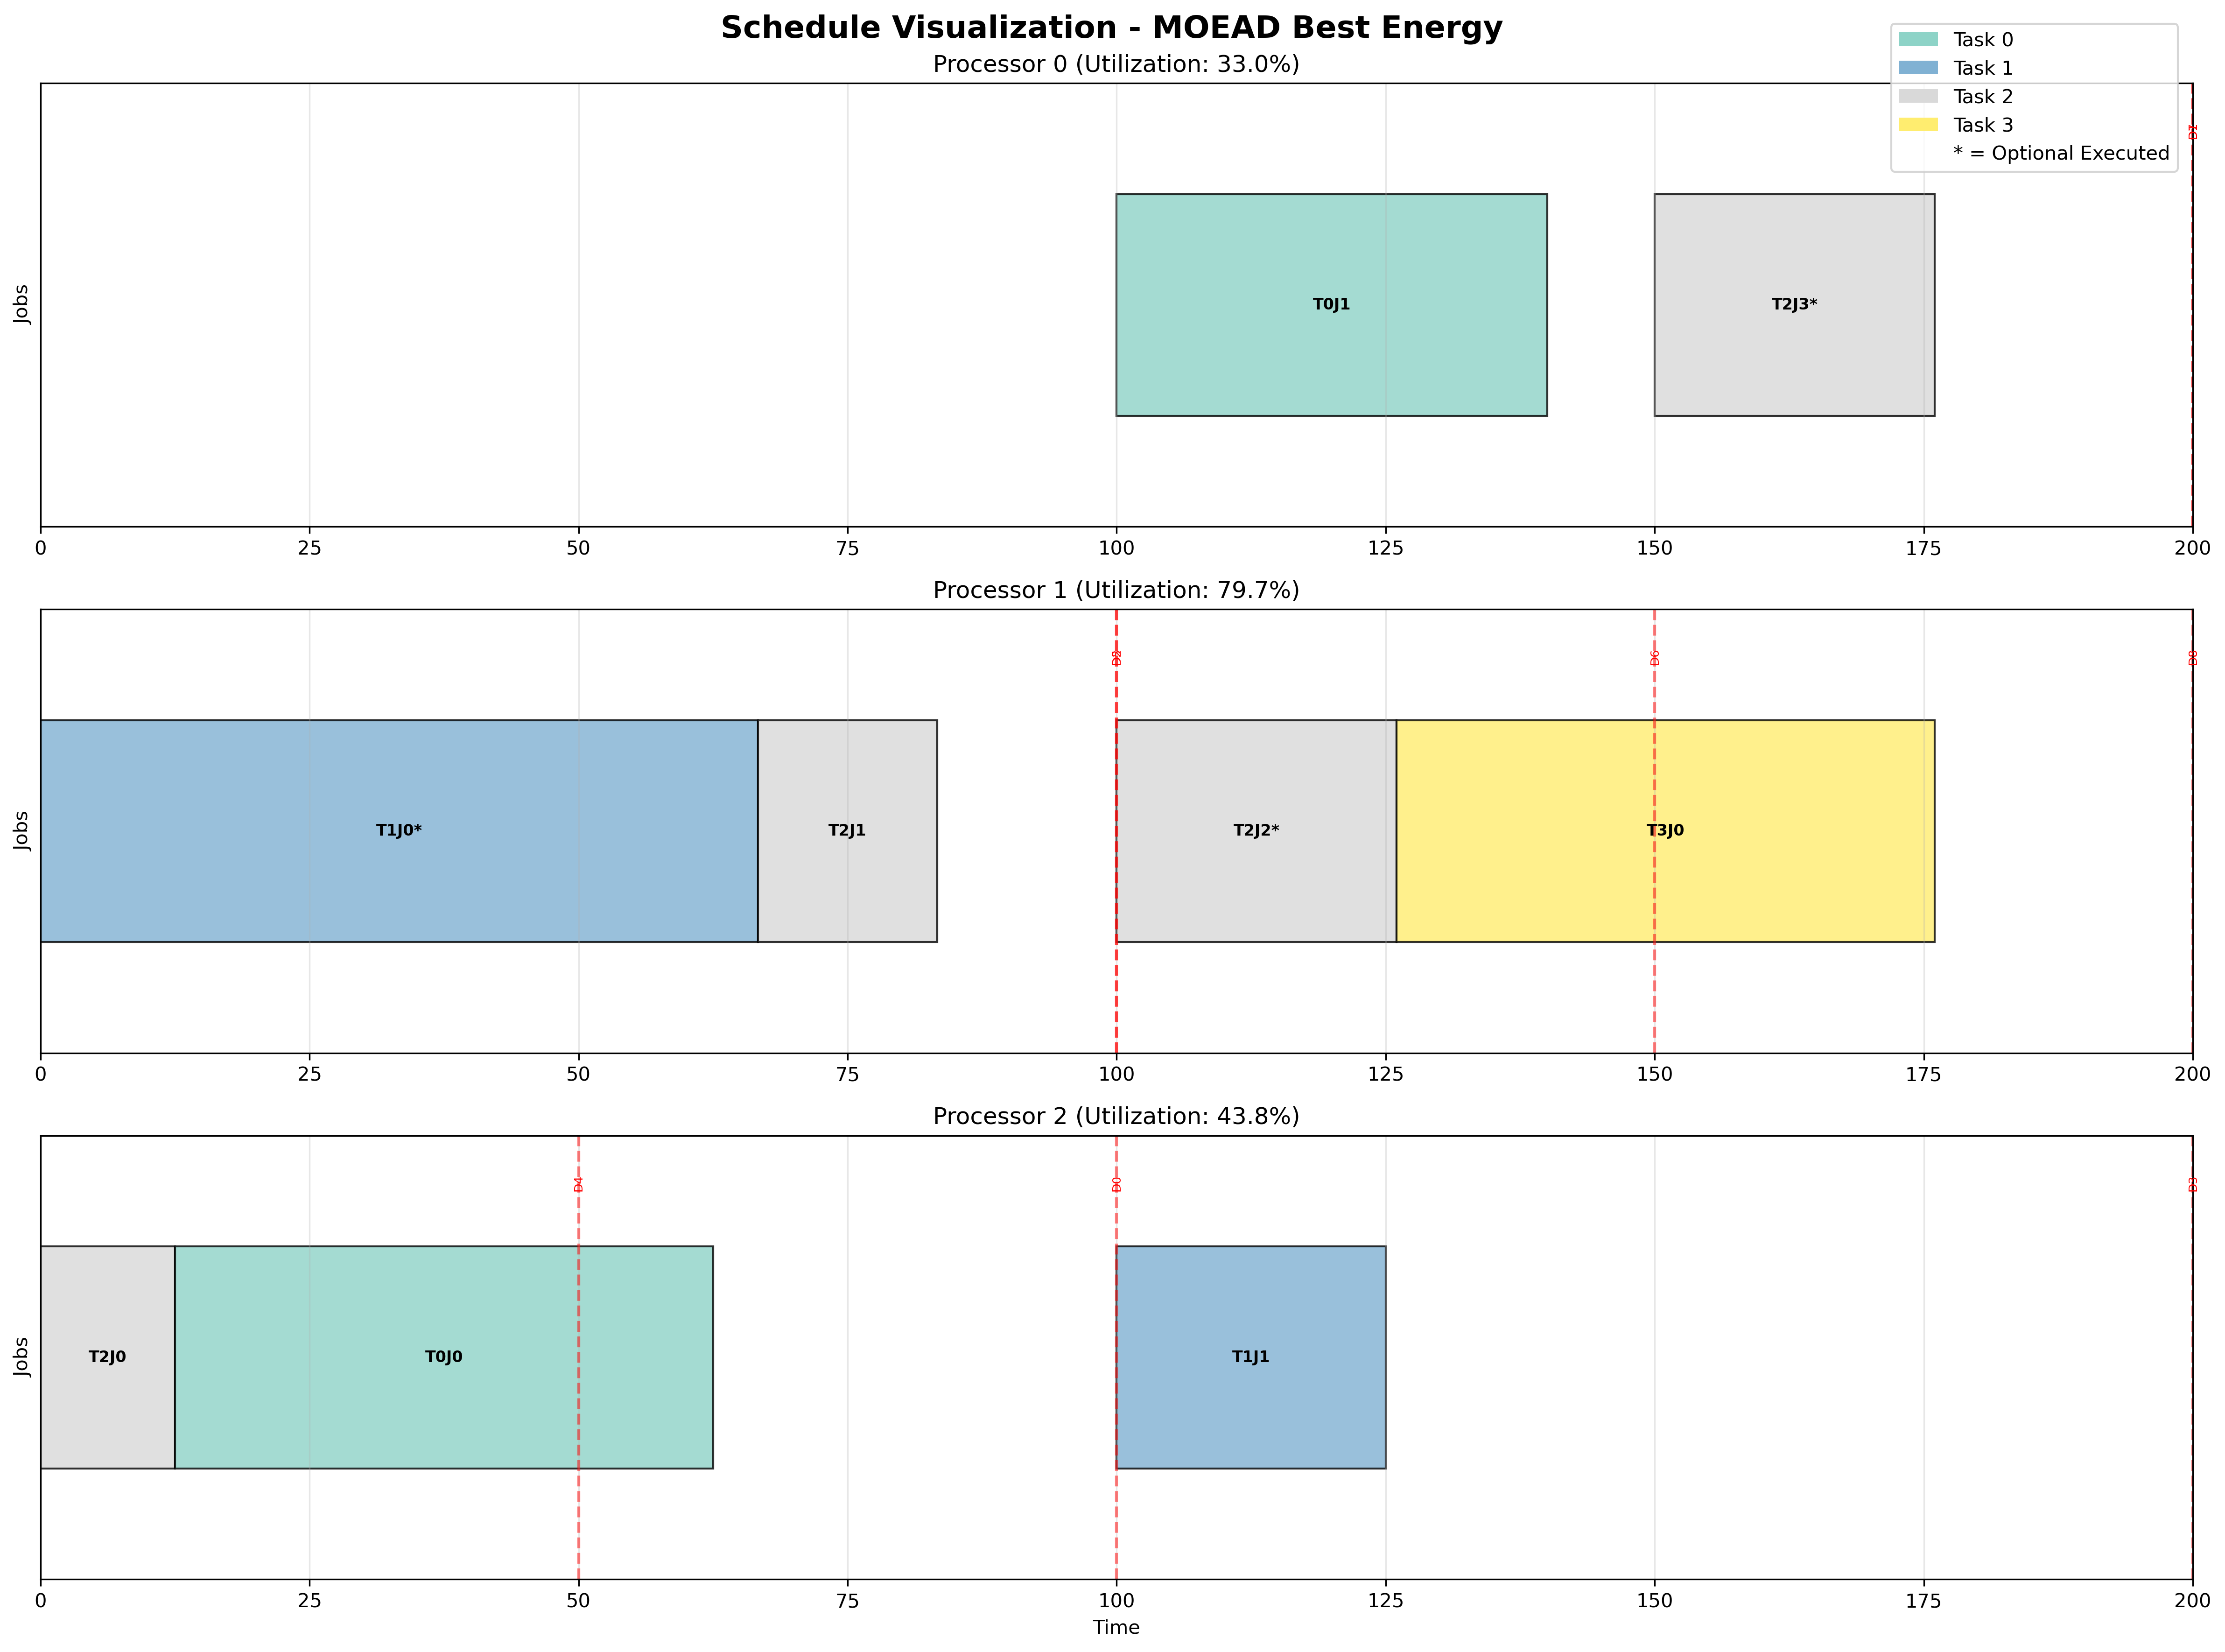 Schedule Visualization - MOEAD Best Energy
Processor 0 (Utilization: 33.0%)
Task 0
Task 1
Task 2
Task 3
* = Optional Executed
Jobs
T0J1
T2J3*
0 25 50 75 100 125 150 175 200
Processor 1 (Utilization: 79.7%)
D6
Jobs
T1J0*
T2J1
T2J2*
T3J0
0 25 50 75 100 125 150 175 200
Processor 2 (Utilization: 43.8%)
D4
D0
D3
Jobs
T2J0
T0J0
T1J1
0 25 50 75 100 125 150 175 200
Time